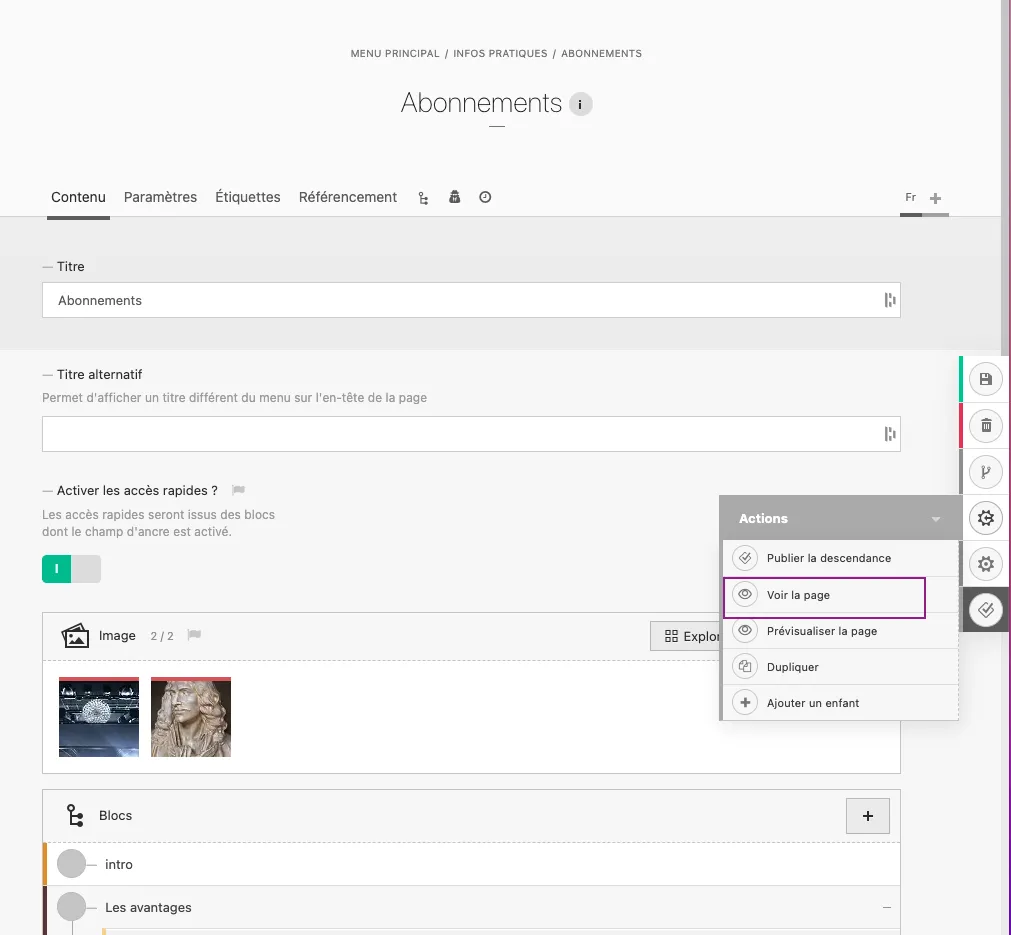 MENU PRINCIPAL / INFOS PRATIQUES / ABONNEMENTS
Abonnements i
Contenu Paramètres Étiquettes Référencement Fr +
— Titre
Abonnements
— Titre alternatif
Permet d'afficher un titre différent du menu sur l'en-tête de la page
— Activer les accès rapides ?
Les accès rapides seront issus des blocs
dont le champ d'ancre est activé.
I
Image 2 / 2
Explor
Actions
Publier la descendance
Voir la page
Prévisualiser la page
Dupliquer
Ajouter un enfant
Blocs +
intro
Les avantages